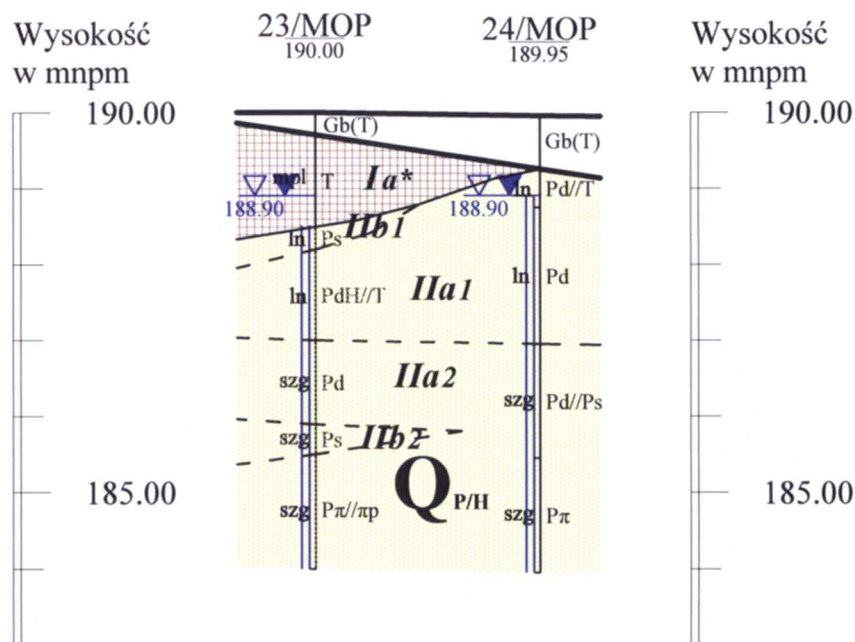 Wysokość
w mnpm
23/MOP
190.00
24/MOP
189.95
Wysokość
w mnpm
190.00
190.00
Gb(T)
Gb(T)
mpl
T
Ia*
ln
Pd//T
188.90
188.90
IIb1
ln
Ps
ln
PdH//T
IIa1
ln
Pd
szg
Pd
IIa2
szg
Pd//Ps
szg
Ps
IIb2
Q P/H
185.00
185.00
szg
Pπ//πp
szg
Pπ